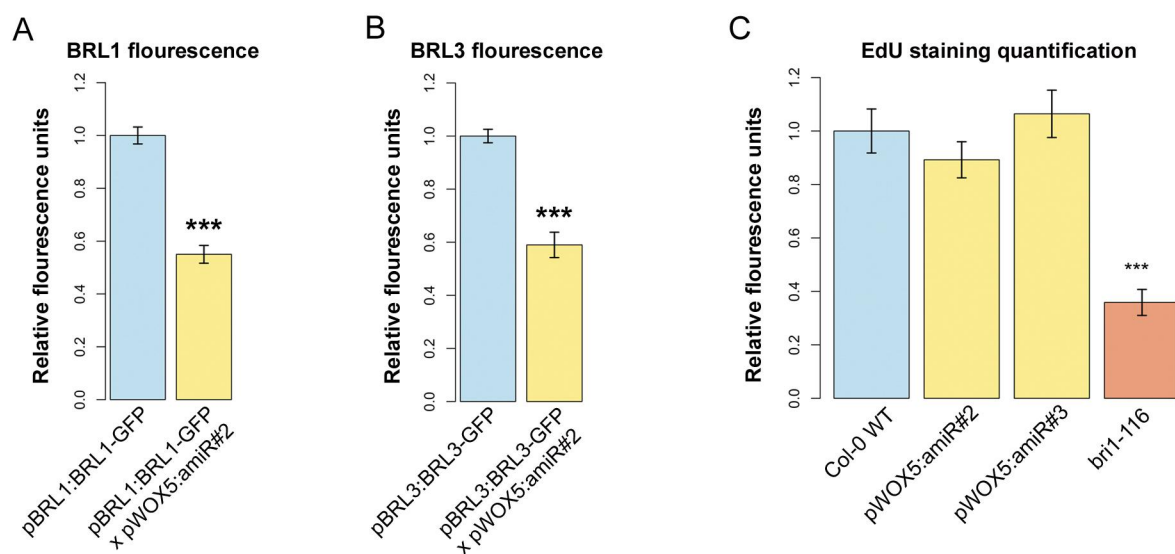 A
BRL1 flourescence
Relative flourescence units
0.0 0.2 0.4 0.6 0.8 1.0 1.2
***
pBRL1:BRL1-GFP
pBRL1:BRL1-GFP
x pWOX5:amiR#2
B
BRL3 flourescence
Relative flourescence units
0.0 0.2 0.4 0.6 0.8 1.0 1.2
***
pBRL3:BRL3-GFP
pBRL3:BRL3-GFP
x pWOX5:amiR#2
C
EdU staining quantification
Relative flourescence units
0.0 0.2 0.4 0.6 0.8 1.0 1.2
***
Col-0 WT
pWOX5:amiR#2
pWOX5:amiR#3
bri1-116